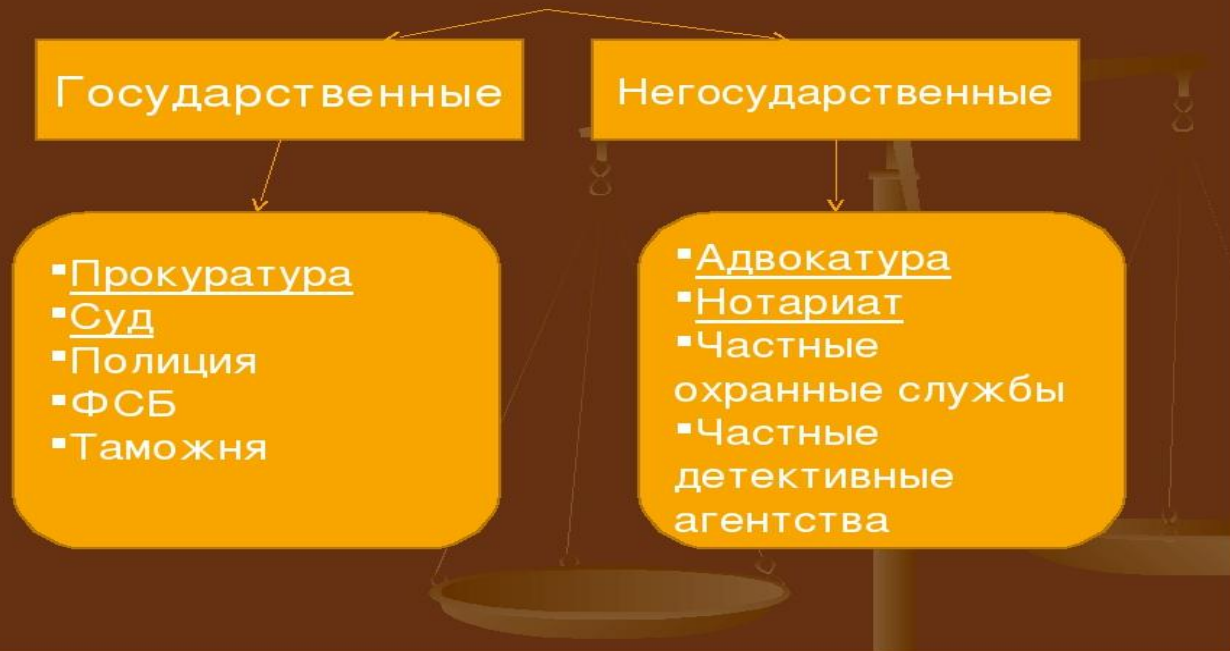 Государственные
Негосударственные
▪Прокуратура
▪Суд
▪Полиция
▪ФСБ
▪Таможня
▪Адвокатура
▪Нотариат
▪Частные
охранные службы
▪Частные
детективные
агентства